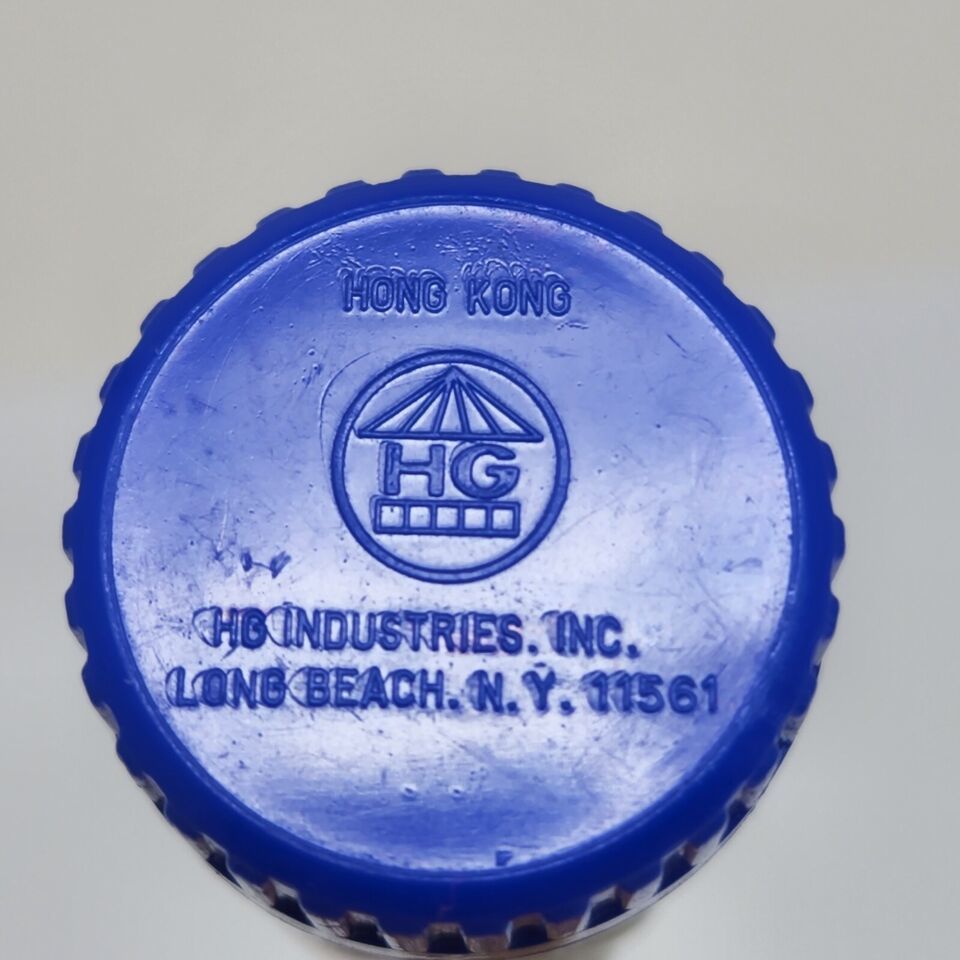 HONG KONG
HG
HG INDUSTRIES. INC.
LONG BEACH. N.Y. 11561